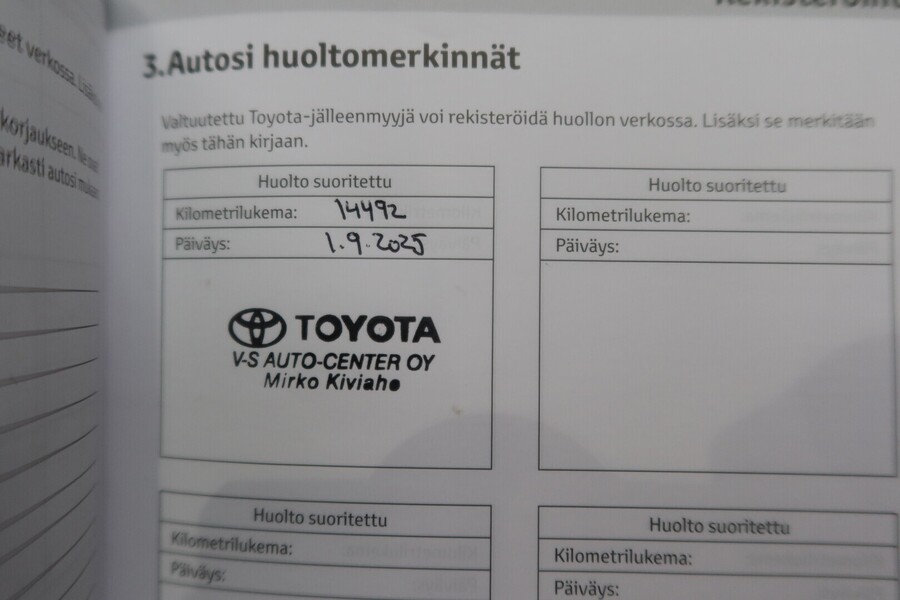 3.Autosi huoltomerkinnät
Valtuutettu Toyota-jälleenmyyjä voi rekisteröidä huollon verkossa. Lisäksi se merkitään
myös tähän kirjaan.
Huolto suoritettu
Kilometrilukema: 14492
Päiväys: 1.9.2025
TOYOTA
V-S AUTO-CENTER OY
Mirko Kiviaho
Huolto suoritettu
Kilometrilukema:
Päiväys:
Huolto suoritettu
Kilometrilukema:
Päiväys:
Huolto suoritettu
Kilometrilukema:
Päiväys: